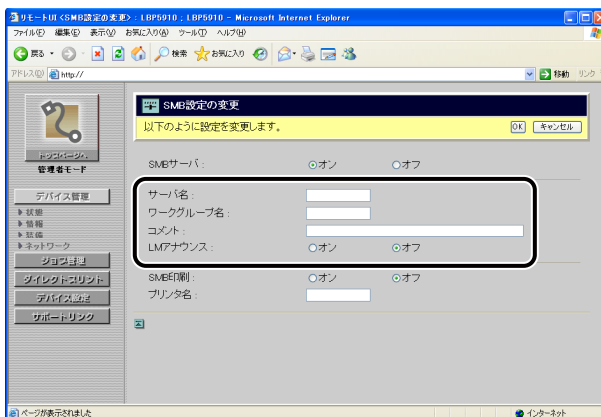 リモートUI <SMB設定の変更> : LBP5910 ; LBP5910 - Microsoft Internet Explorer
ファイル(F) 編集(E) 表示(V) お気に入り(A) ツール(T) ヘルプ(H)
戻る 検索 お気に入り
アドレス(D) http:// 移動 リンク
トップページへ
管理者モード
デバイス管理
状態
情報
装備
ネットワーク
ジョブ管理
ダイレクトプリント
デバイス設定
サポートリンク
SMB設定の変更
以下のように設定を変更します。 OK キャンセル
SMBサーバ : オン オフ
サーバ名 :
ワークグループ名 :
コメント :
LMアナウンス : オン オフ
SMB印刷 : オン オフ
プリンタ名 :
ページが表示されました インターネット